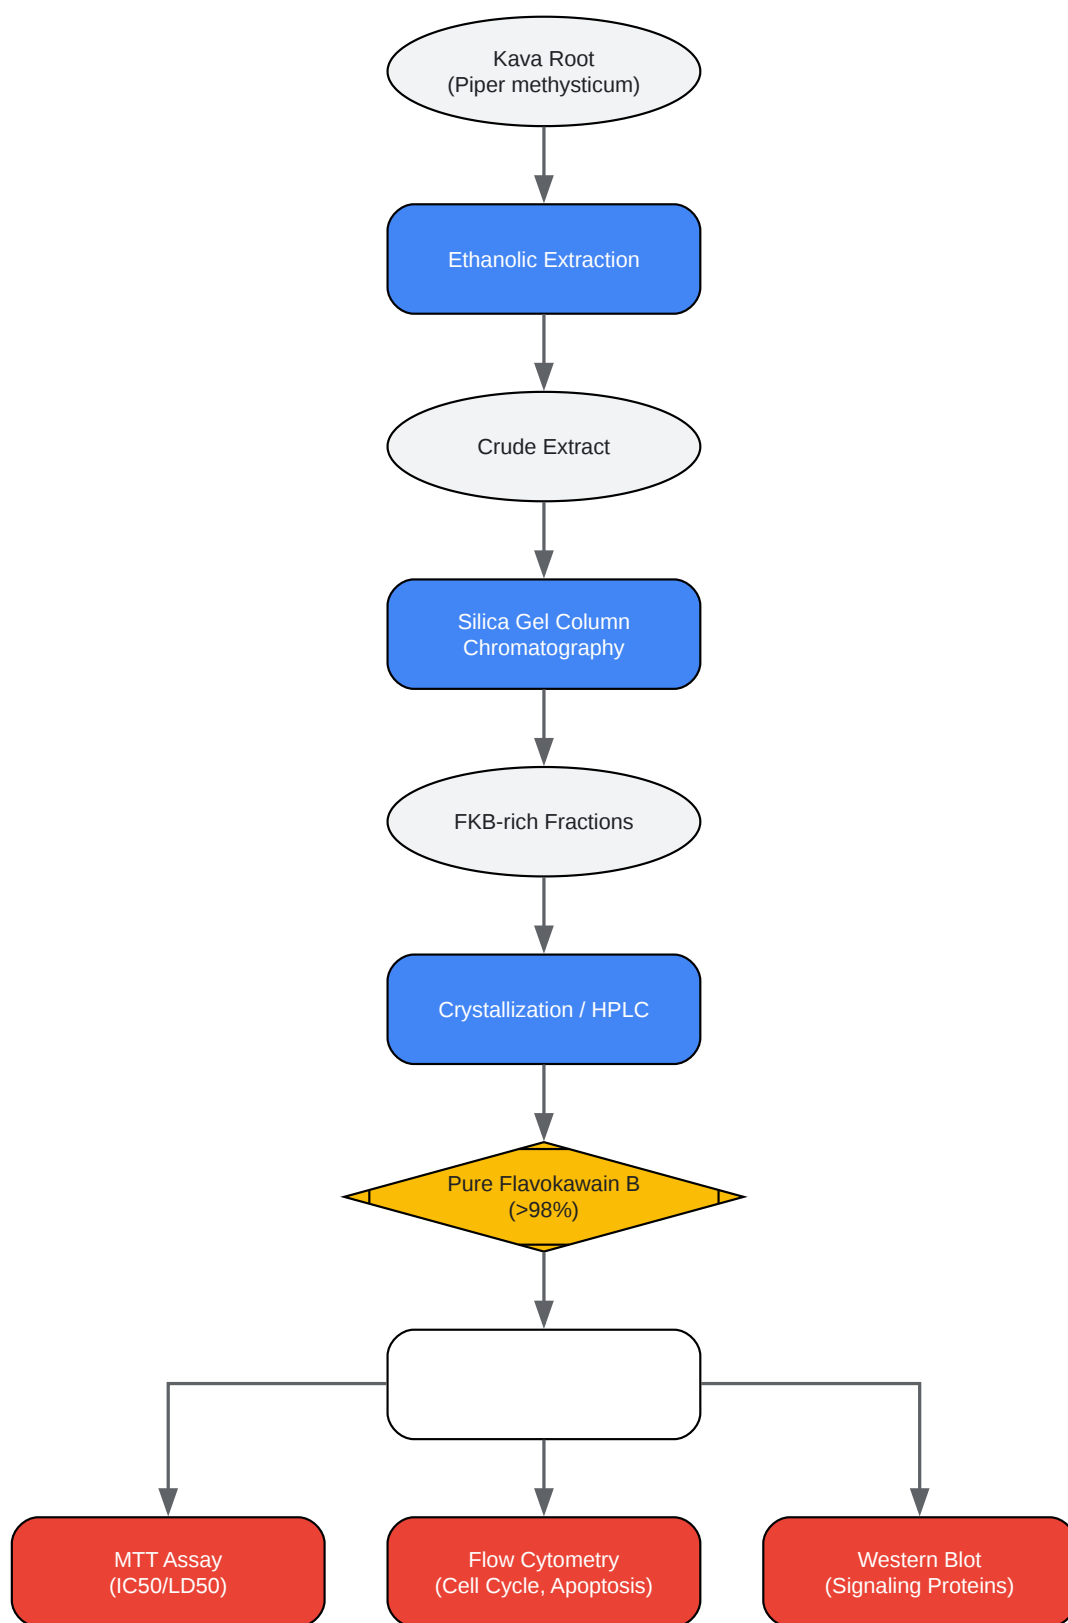 Kava Root
(Piper methysticum)
Ethanolic Extraction
Crude Extract
Silica Gel Column
Chromatography
FKB-rich Fractions
Crystallization / HPLC
Pure Flavokawain B
(>98%)
MTT Assay
(IC50/LD50)
Flow Cytometry
(Cell Cycle, Apoptosis)
Western Blot
(Signaling Proteins)